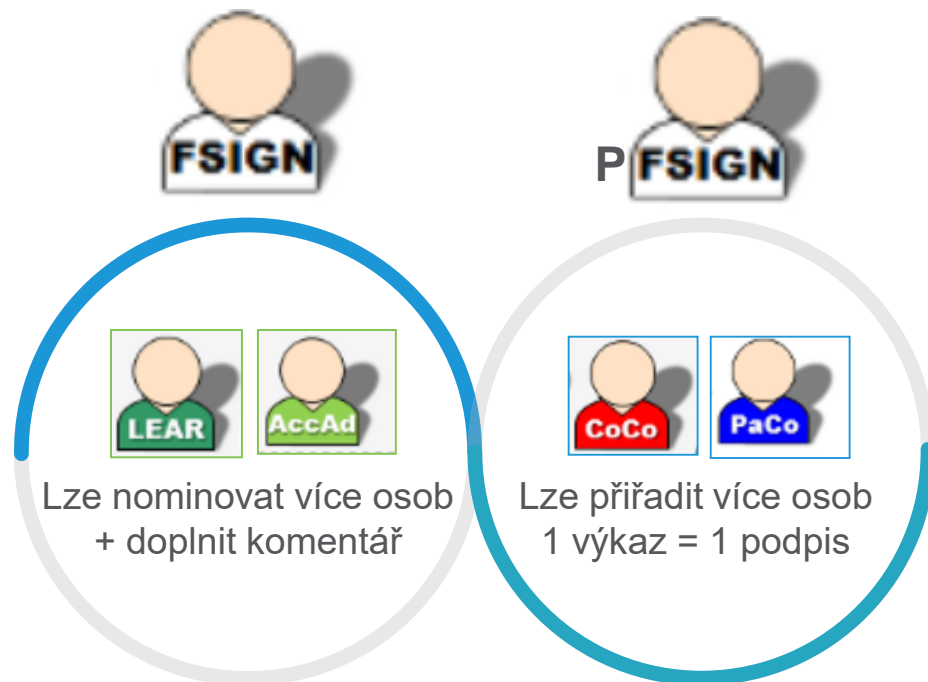 FSIGN
P FSIGN
LEAR
AccAd
CoCo
PaCo
Lze nominovat více osob
+ doplnit komentář
Lze přiřadit více osob
1 výkaz = 1 podpis